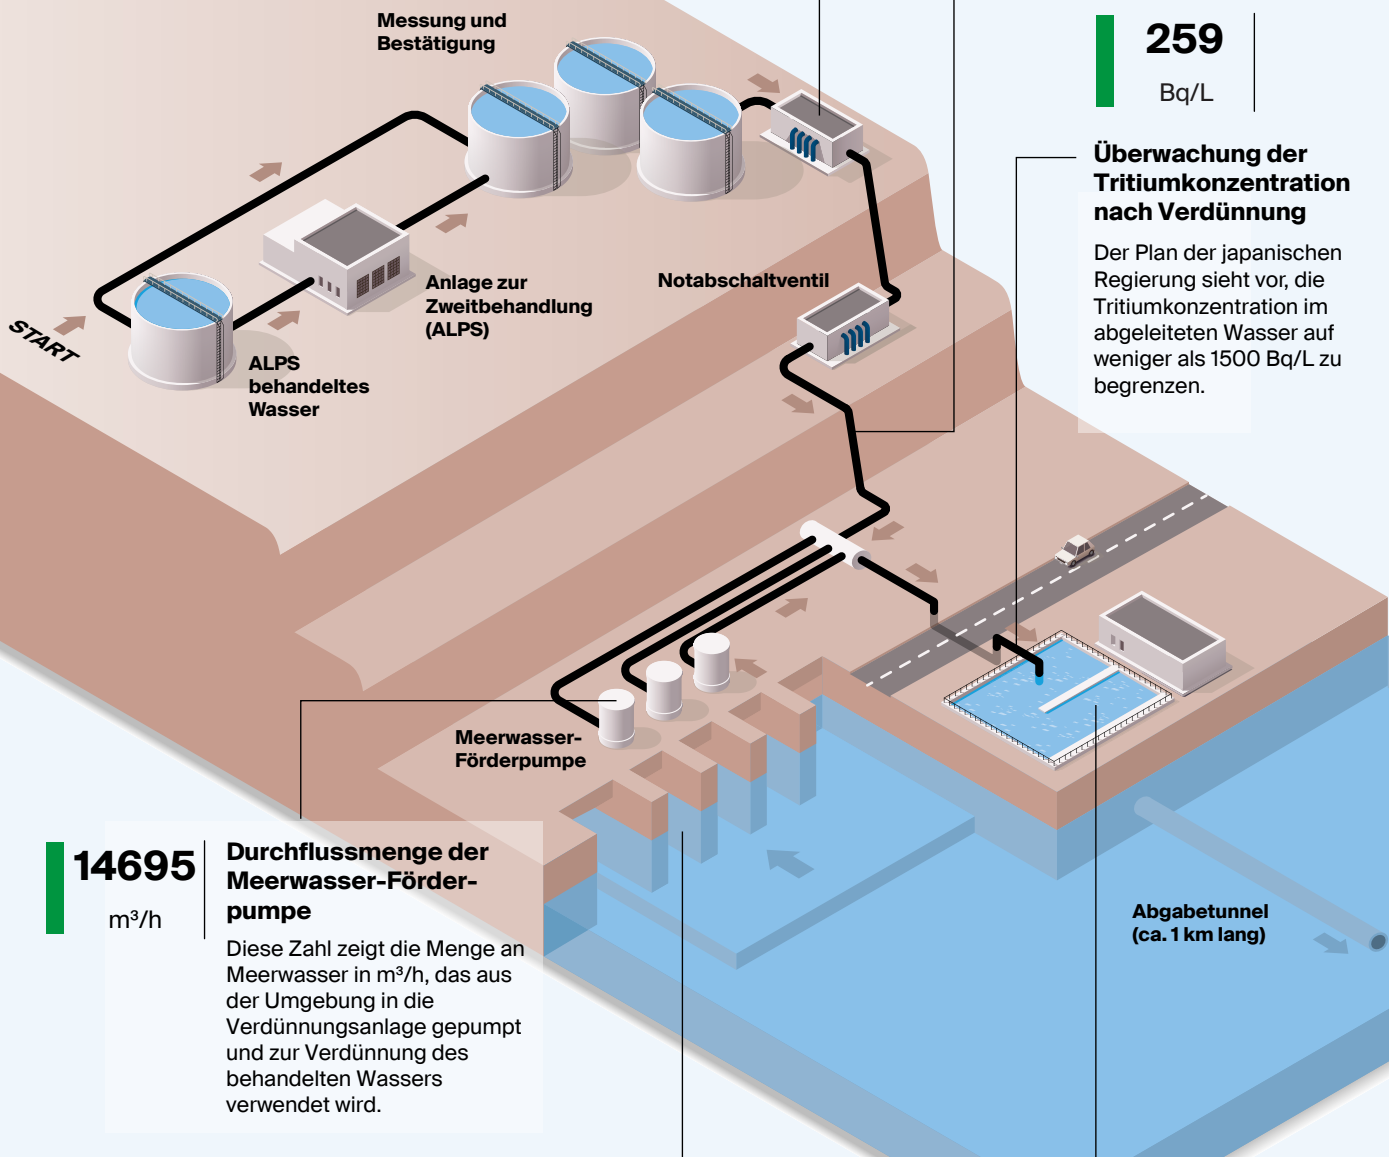 Messung und
Bestätigung
259
Bq/L
Überwachung der
Tritiumkonzentration
nach Verdünnung
Der Plan der japanischen
Regierung sieht vor, die
Tritiumkonzentration im
abgeleiteten Wasser auf
weniger als 1500 Bq/L zu
begrenzen.
Notabschaltventil
Anlage zur
Zweitbehandlung
(ALPS)
START
ALPS
behandeltes
Wasser
Meerwasser-
Förderpumpe
14695
m³/h
Durchflussmenge der
Meerwasser-Förder-
pumpe
Diese Zahl zeigt die Menge an
Meerwasser in m³/h, das aus
der Umgebung in die
Verdünnungsanlage gepumpt
und zur Verdünnung des
behandelten Wassers
verwendet wird.
Abgabetunnel
(ca. 1 km lang)